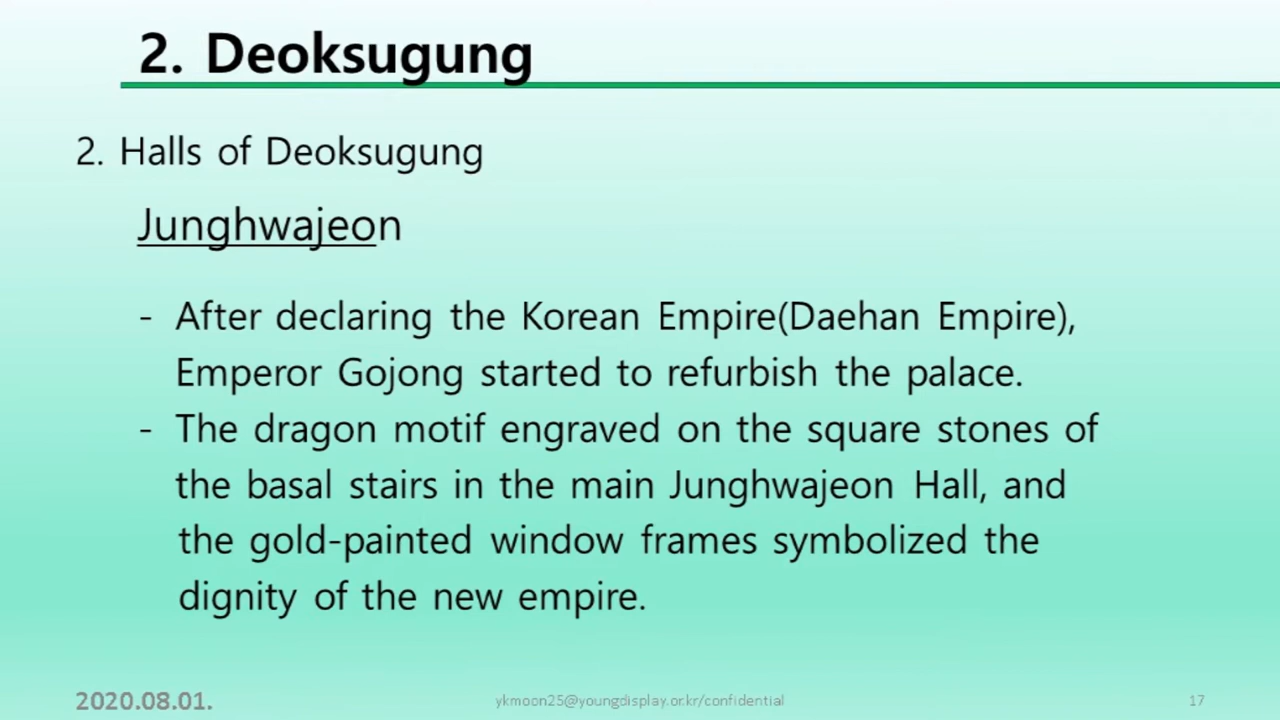 2. Deoksugung
2. Halls of Deoksugung
Junghwajeon
- After declaring the Korean Empire(Daehan Empire),
Emperor Gojong started to refurbish the palace.
- The dragon motif engraved on the square stones of
the basal stairs in the main Junghwajeon Hall, and
the gold-painted window frames symbolized the
dignity of the new empire.
2020.08.01.
ykmoon25@youngdisplay.or.kr/confidential
17